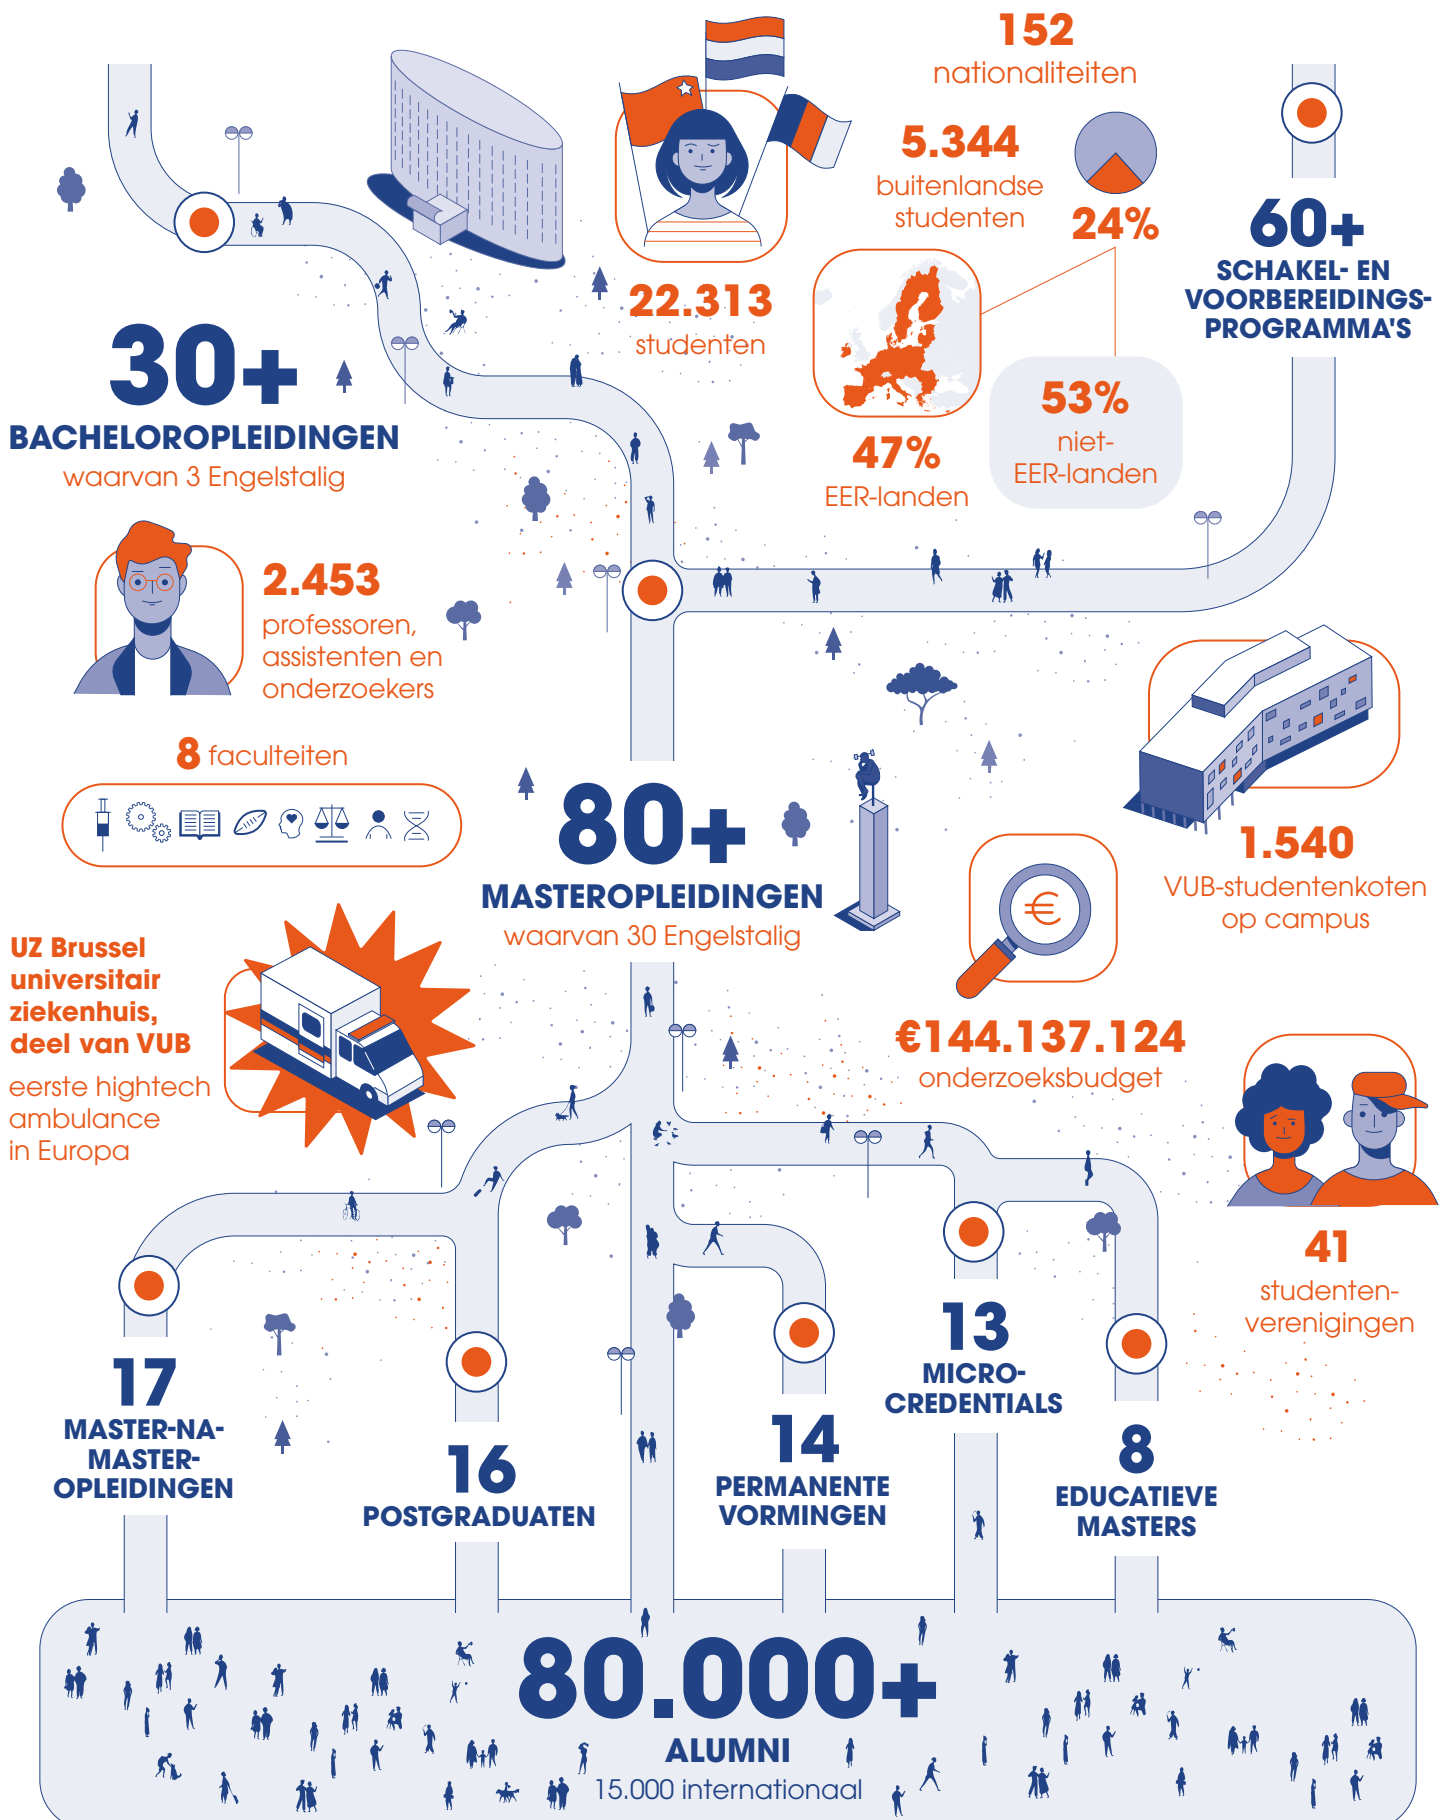 152
nationaliteiten
5.344
buitenlandse
studenten
24%
22.313
studenten
47%
EER-landen
53%
niet-
EER-landen
60+
SCHAKEL- EN
VOORBEREIDINGS-
PROGRAMMA'S
30+
BACHELOROPLEIDINGEN
waarvan 3 Engelstalig
2.453
professoren,
assistenten en
onderzoekers
8 faculteiten
80+
MASTEROPLEIDINGEN
waarvan 30 Engelstalig
1.540
VUB-studentenkoten
op campus
UZ Brussel
universitair
ziekenhuis,
deel van VUB
eerste hightech
ambulance
in Europa
€
€144.137.124
onderzoeksbudget
41
studenten-
verenigingen
17
MASTER-NA-
MASTER-
OPLEIDINGEN
16
POSTGRADUATEN
14
PERMANENTE
VORMINGEN
13
MICRO-
CREDENTIALS
8
EDUCATIEVE
MASTERS
80.000+
ALUMNI
15.000 internationaal